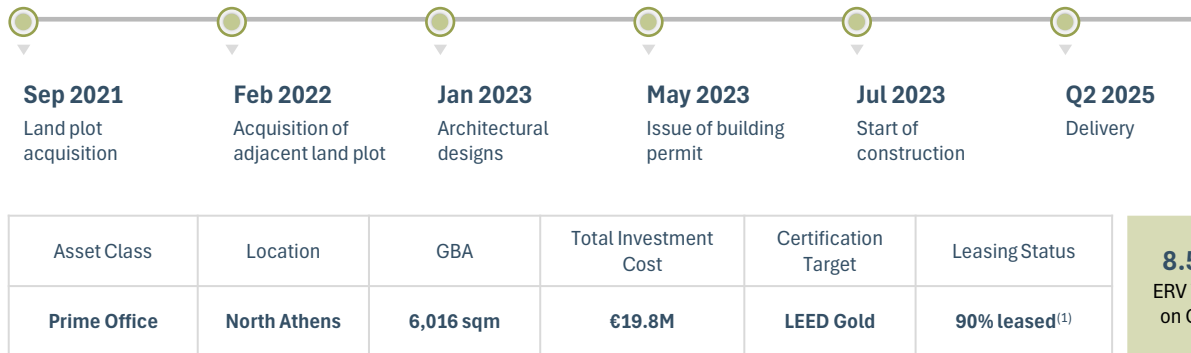 Sep 2021
Land plot
acquisition
Feb 2022
Acquisition of
adjacent land plot
Jan 2023
Architectural
designs
May 2023
Issue of building
permit
Jul 2023
Start of
construction
Q2 2025
Delivery
Asset Class
Location
GBA
Total Investment
Cost
Certification
Target
Leasing Status
Prime Office
North Athens
6,016 sqm
€19.8M
LEED Gold
90% leased(1)
ERV
on